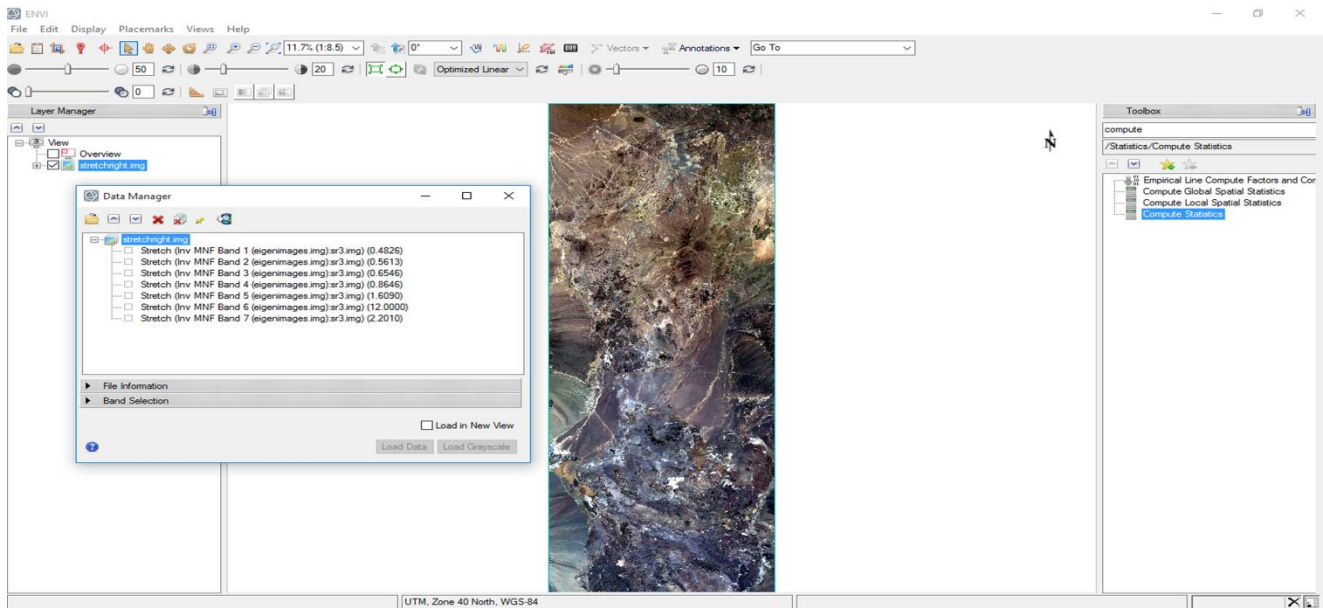 ENVI
File Edit Display Placemarks Views Help
11.7% (1:8.5) 0° Vectors Annotations Go To
50 20 Optimized Linear 10
0
Layer Manager
View
Overview
stretchright.img
Data Manager
stretchright.img
Stretch (Inv MNF Band 1 (eigenimages.img):sr3.img) (0.4826)
Stretch (Inv MNF Band 2 (eigenimages.img):sr3.img) (0.5613)
Stretch (Inv MNF Band 3 (eigenimages.img):sr3.img) (0.6546)
Stretch (Inv MNF Band 4 (eigenimages.img):sr3.img) (0.8646)
Stretch (Inv MNF Band 5 (eigenimages.img):sr3.img) (1.6090)
Stretch (Inv MNF Band 6 (eigenimages.img):sr3.img) (12.0000)
Stretch (Inv MNF Band 7 (eigenimages.img):sr3.img) (2.2010)
File Information
Band Selection
Load in New View
Load Data Load Grayscale
N
Toolbox
compute
/Statistics/Compute Statistics
Empirical Line Compute Factors and Cor
Compute Global Spatial Statistics
Compute Local Spatial Statistics
Compute Statistics
UTM, Zone 40 North, WGS-84